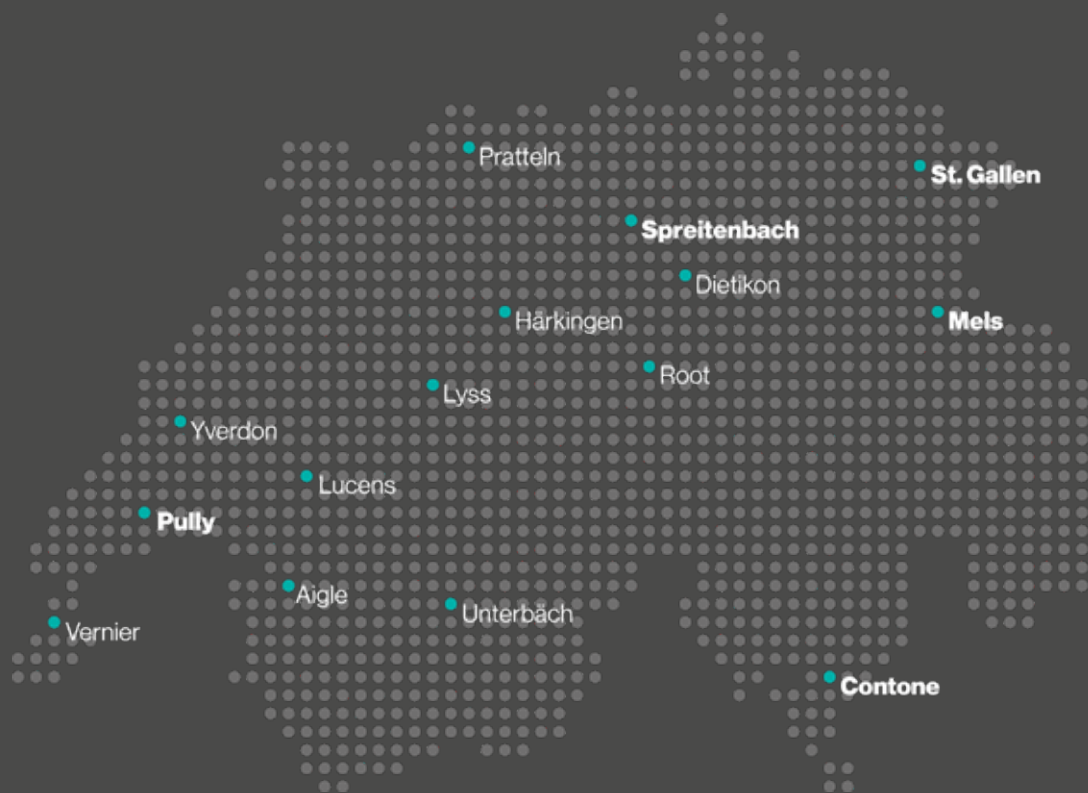 Pratteln
St. Gallen
Spreitenbach
Dietikon
Härkingen
Mels
Root
Lyss
Yverdon
Lucens
Pully
Aigle
Unterbäch
Vernier
Contone